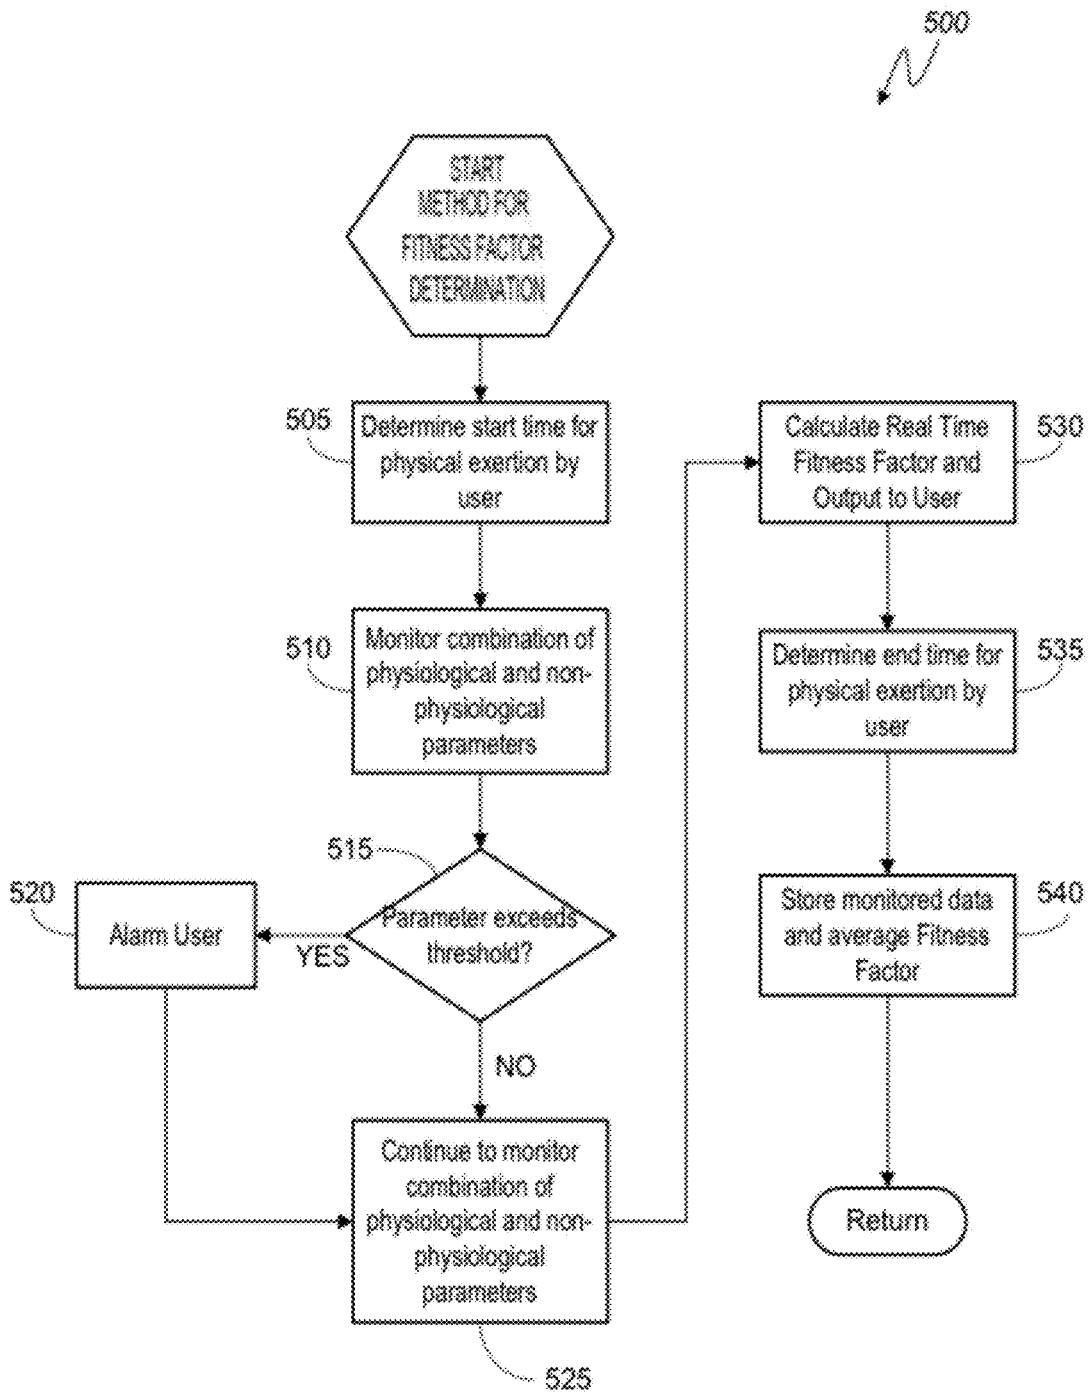 500
START
METHOD FOR
FITNESS FACTOR
DETERMINATION
505
Determine start time for
physical exertion by
user
510
Monitor combination of
physiological and non-
physiological
parameters
515
Parameter exceeds
threshold?
YES
NO
520
Alarm User
Continue to monitor
combination of
physiological and non-
physiological
parameters
525
Calculate Real Time
Fitness Factor and
Output to User
530
Determine end time for
physical exertion by
user
535
Store monitored data
and average Fitness
Factor
540
Return